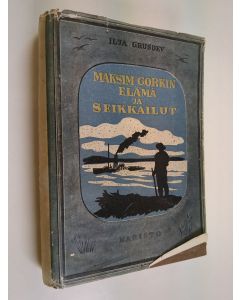 ILJA GRUSDEV
MAKSIM GORKIN
ELÄMÄ
JA
SEIKKAILUT
KARISTO